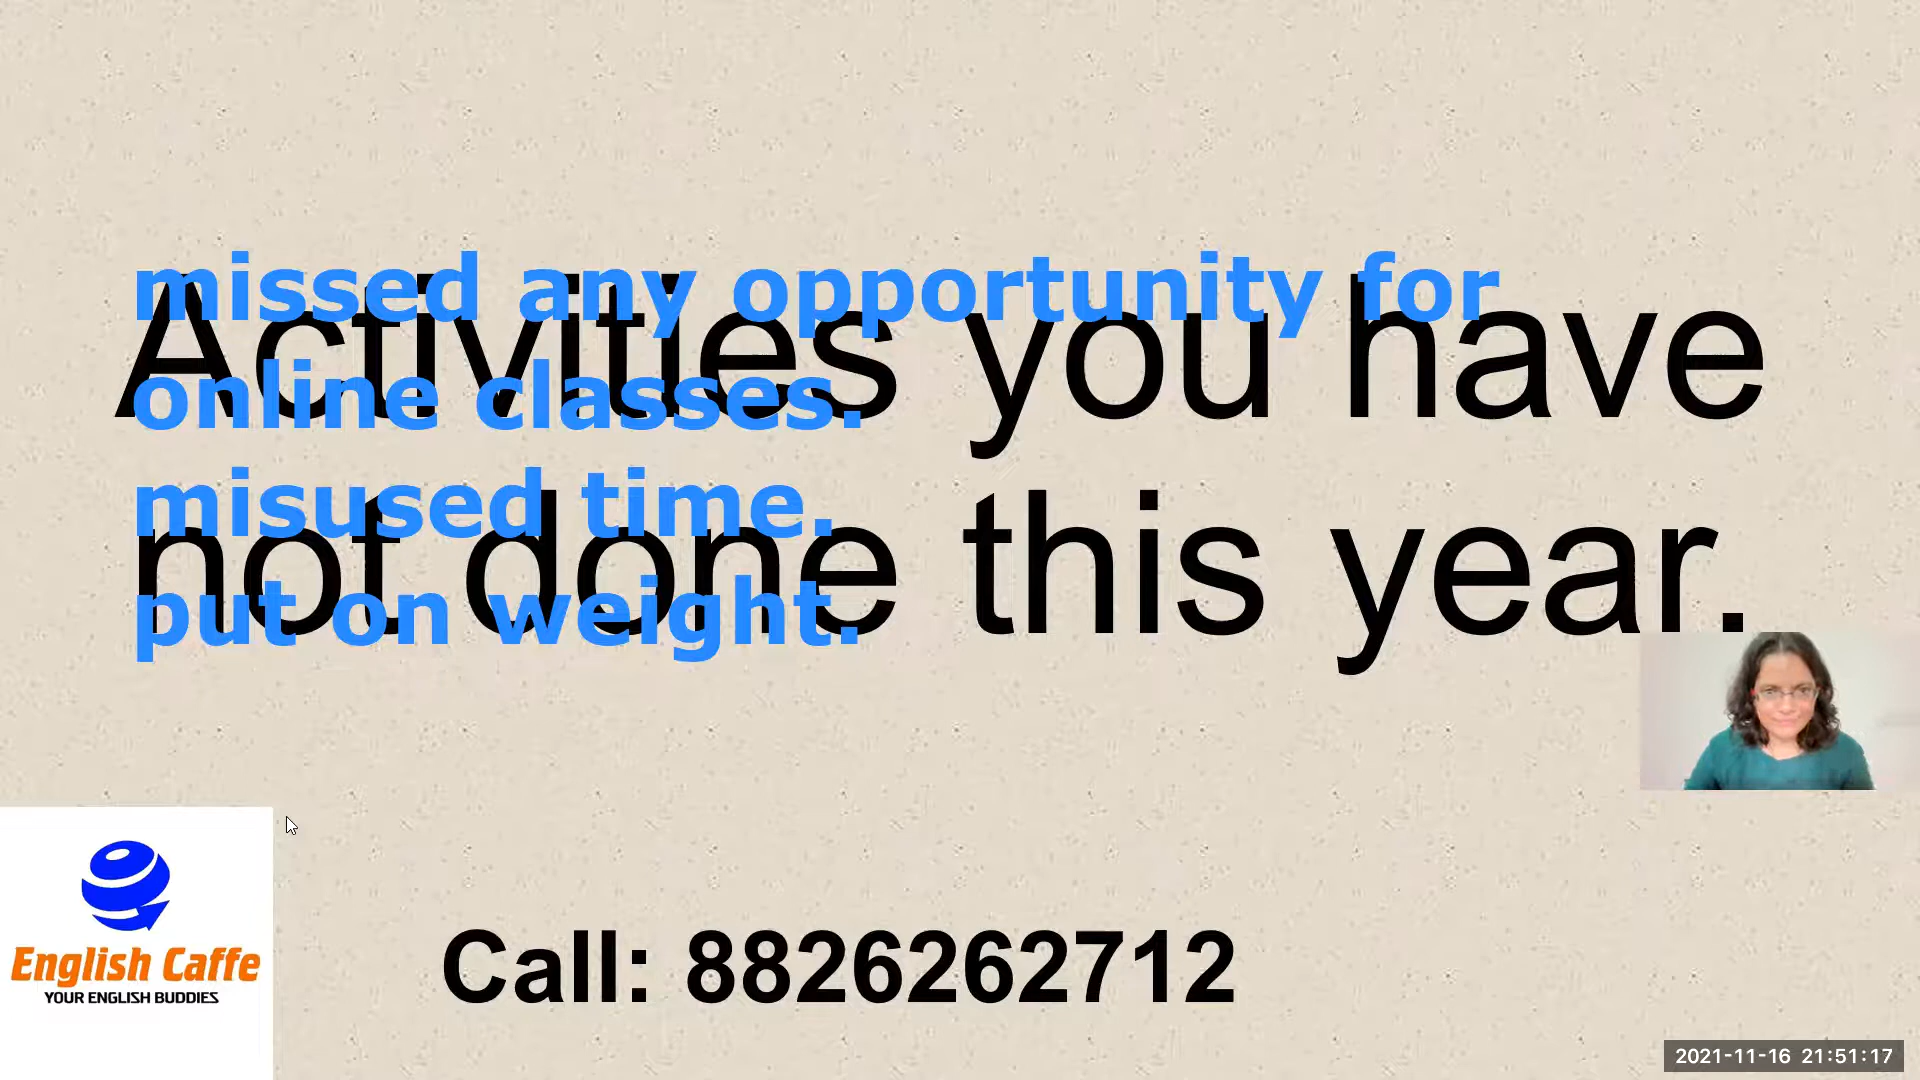 Activities you have
not done this year.
missed any opportunity for
online classes.
misused time.
put on weight.
English Caffe
YOUR ENGLISH BUDDIES
Call: 8826262712
2021-11-16 21:51:17